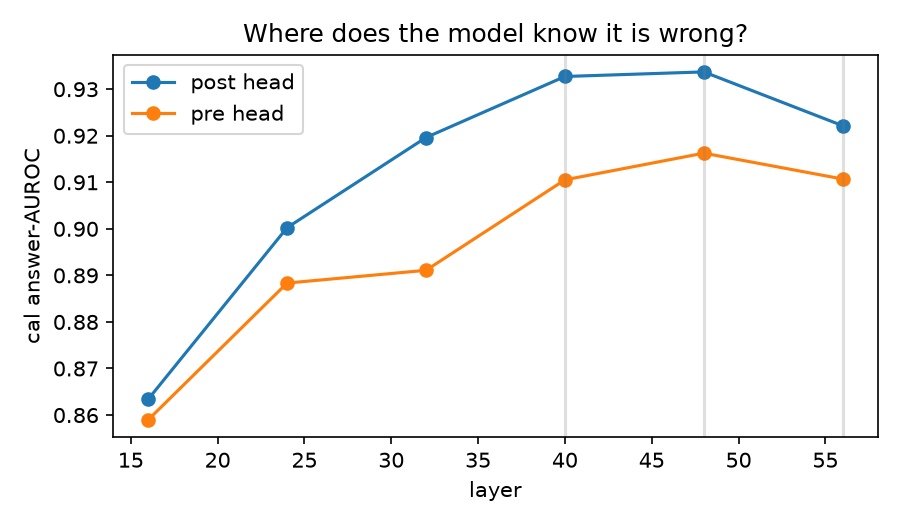 Where does the model know it is wrong?
post head
pre head
cal answer-AUROC
0.93
0.92
0.91
0.90
0.89
0.88
0.87
0.86
15 20 25 30 35 40 45 50 55
layer